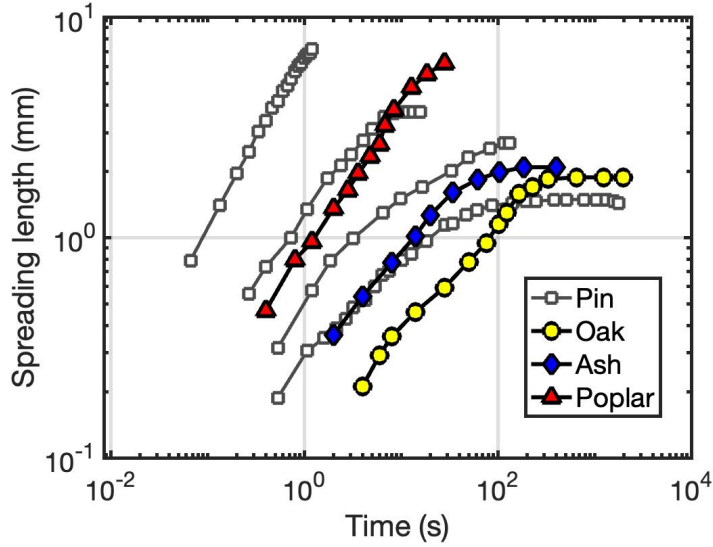 Spreading length (mm)
10^1
10^0
10^-1
Pin
Oak
Ash
Poplar
10^-2
10^0
10^2
10^4
Time (s)